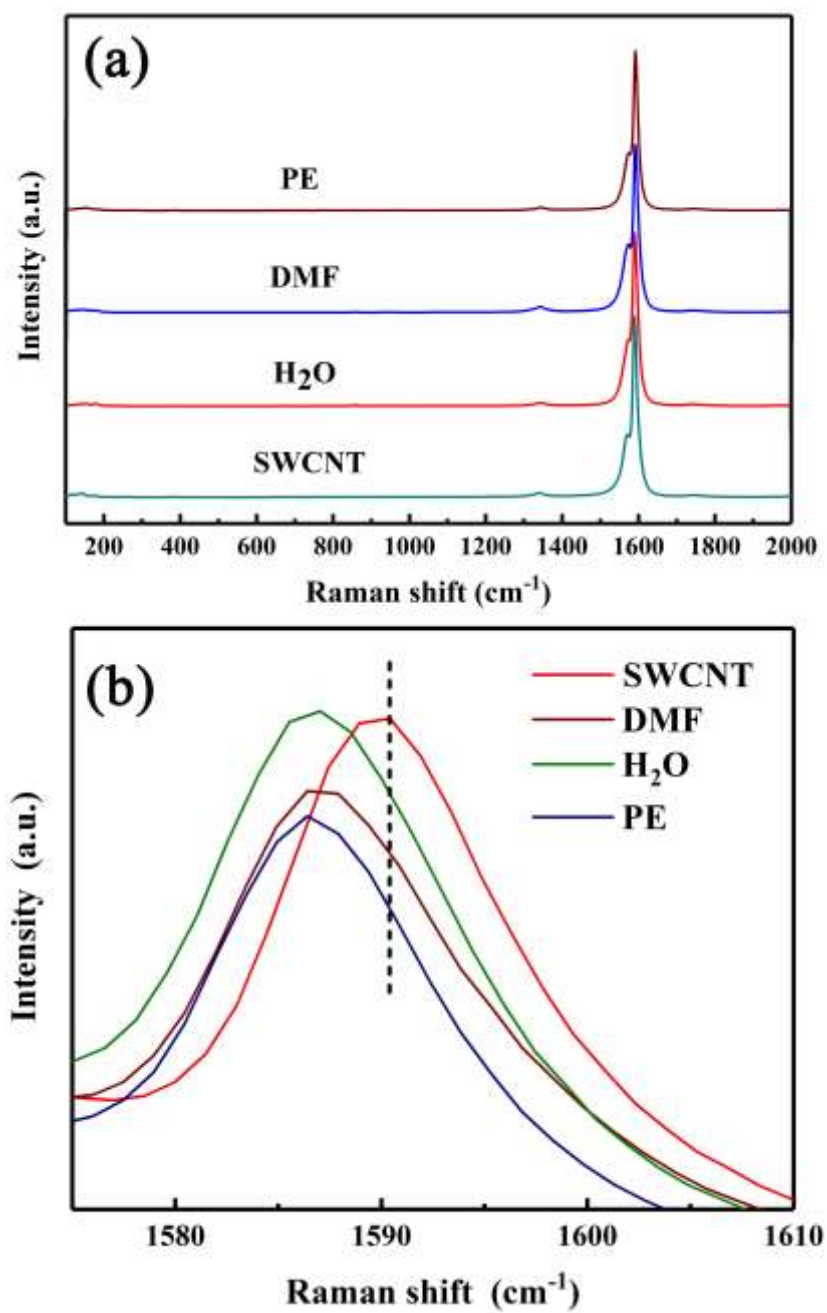 (a)
PE
DMF
H₂O
SWCNT
Intensity (a.u.)
200 400 600 800 1000 1200 1400 1600 1800 2000
Raman shift (cm⁻¹)
(b)
SWCNT
DMF
H₂O
PE
Intensity (a.u.)
1580 1590 1600 1610
Raman shift (cm⁻¹)